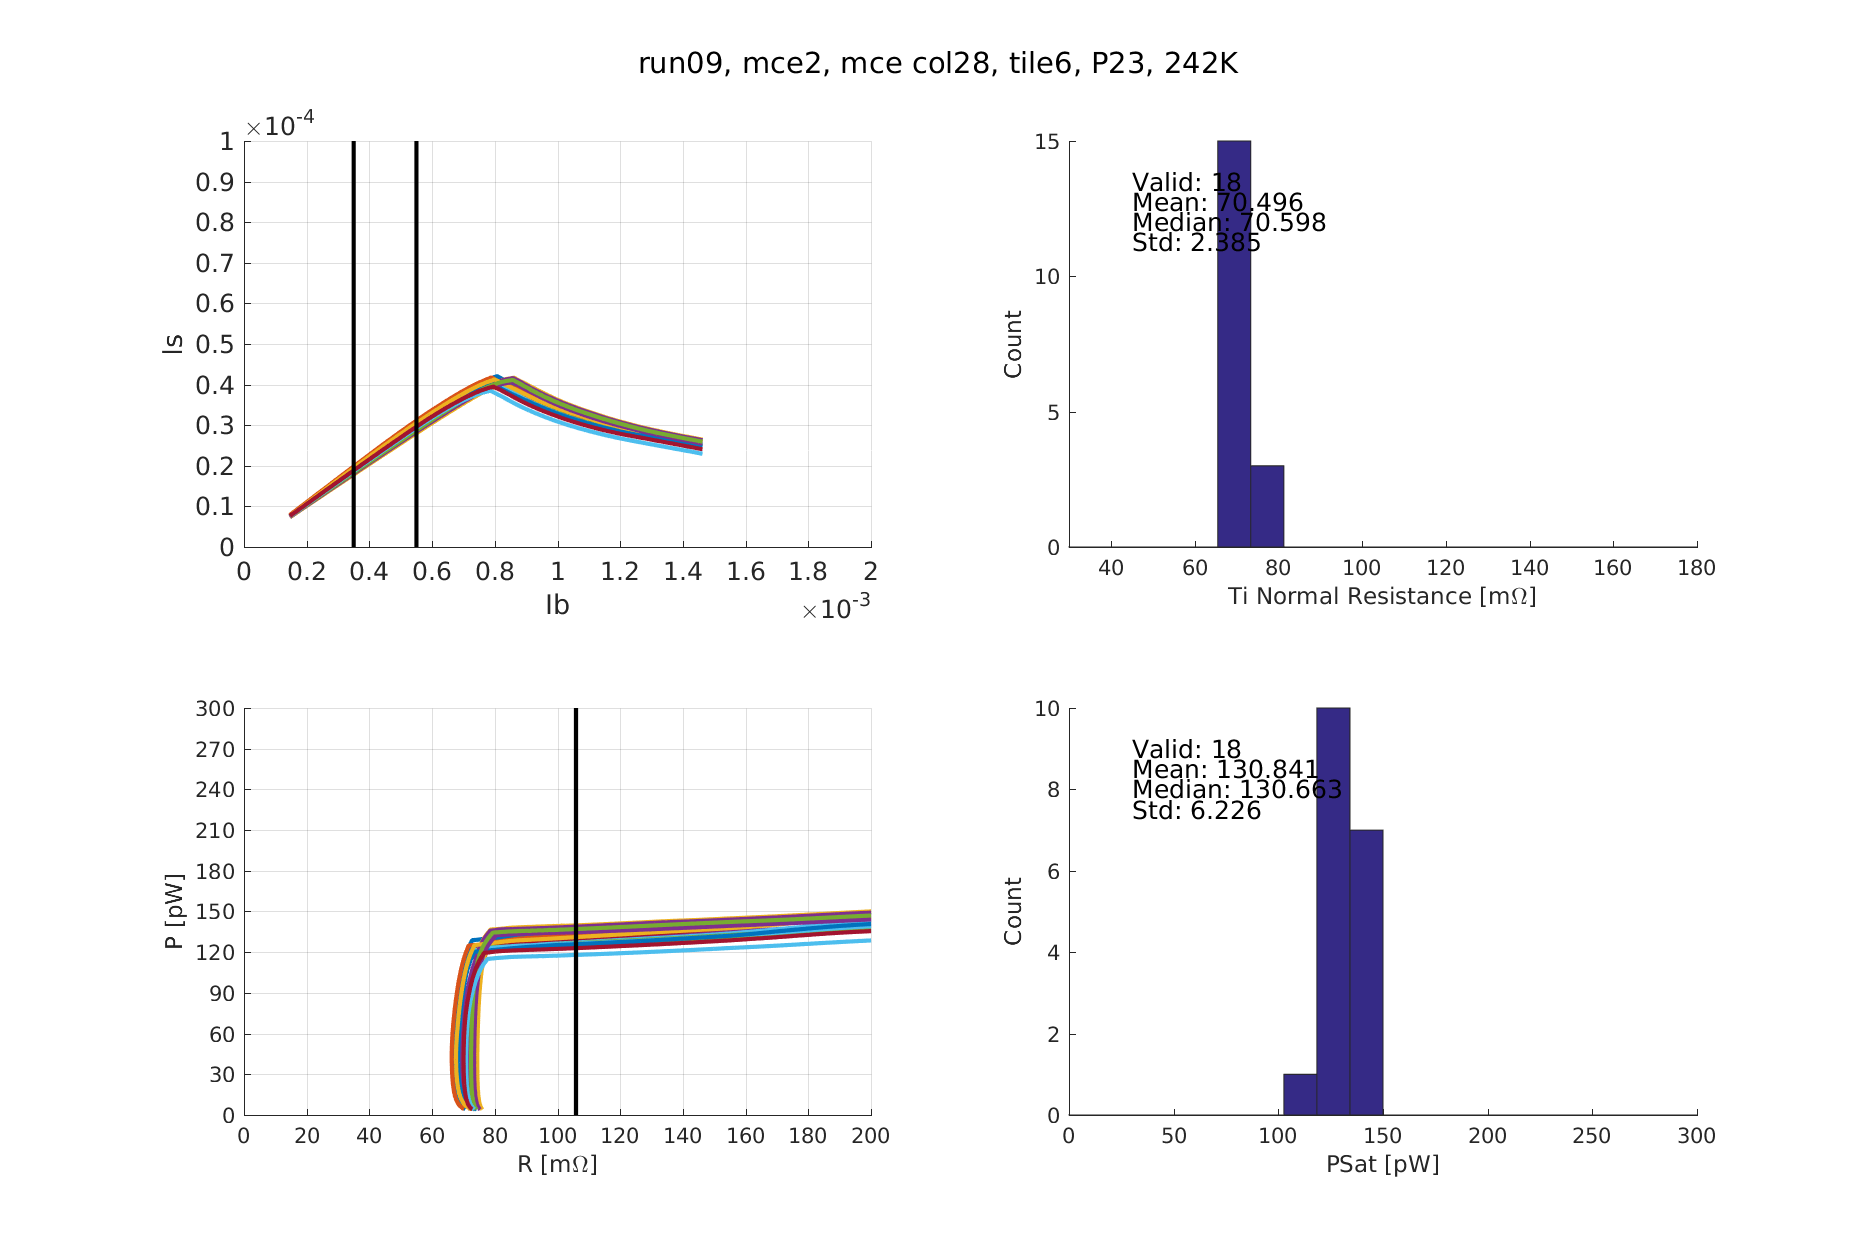 run09, mce2, mce col28, tile6, P23, 242K
×10-4
1
0.9
0.8
0.7
0.6
0.5
0.4
0.3
0.2
0.1
0
Is
0 0.2 0.4 0.6 0.8 1 1.2 1.4 1.6 1.8 2
Ib
×10-3
15
10
5
0
Count
Valid: 18
Mean: 70.496
Median: 70.598
Std: 2.385
40 60 80 100 120 140 160 180
Ti Normal Resistance [mΩ]
300
270
240
210
180
150
120
90
60
30
0
P [pW]
0 20 40 60 80 100 120 140 160 180 200
R [mΩ]
10
8
6
4
2
0
Count
Valid: 18
Mean: 130.841
Median: 130.663
Std: 6.226
0 50 100 150 200 250 300
PSat [pW]